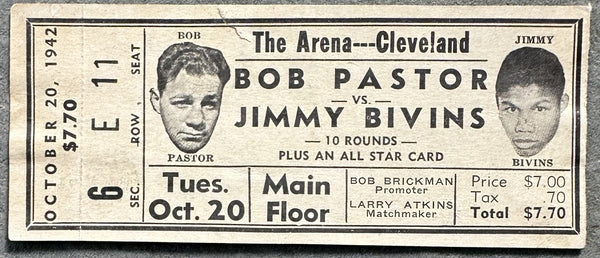 OCTOBER 20, 1942
$7.70
6 E 11
SEC. ROW SEAT
BOB
PASTOR
The Arena---Cleveland
BOB PASTOR
— VS. —
JIMMY BIVINS
— 10 ROUNDS —
PLUS AN ALL STAR CARD
JIMMY
BIVINS
Tues.
Oct. 20
Main
Floor
BOB BRICKMAN
Promoter
LARRY ATKINS
Matchmaker
Price $7.00
Tax .70
Total $7.70